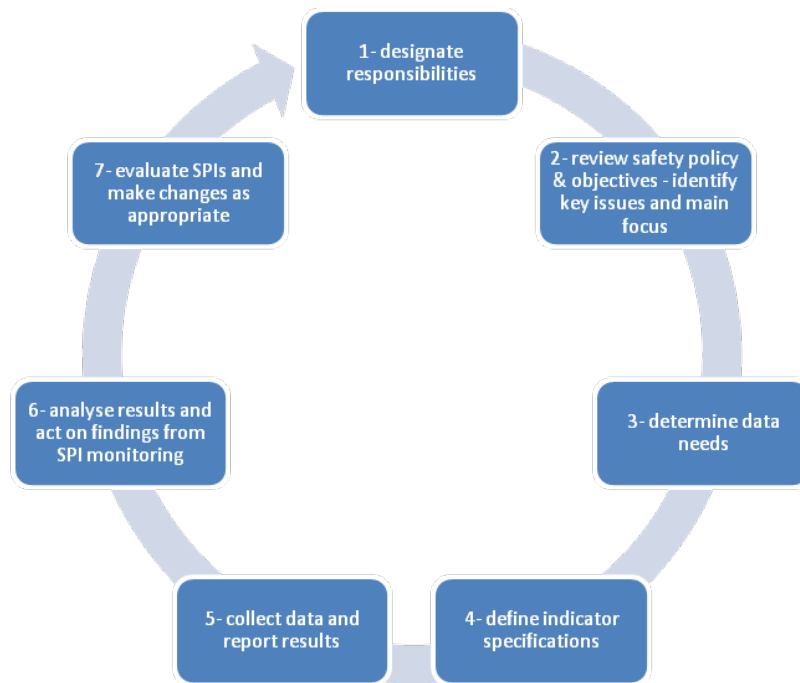 1- designate
responsibilities
2- review safety policy
& objectives - identify
key issues and main
focus
3- determine data
needs
4- define indicator
specifications
5- collect data and
report results
6- analyse results and
act on findings from
SPI monitoring
7- evaluate SPIs and
make changes as
appropriate